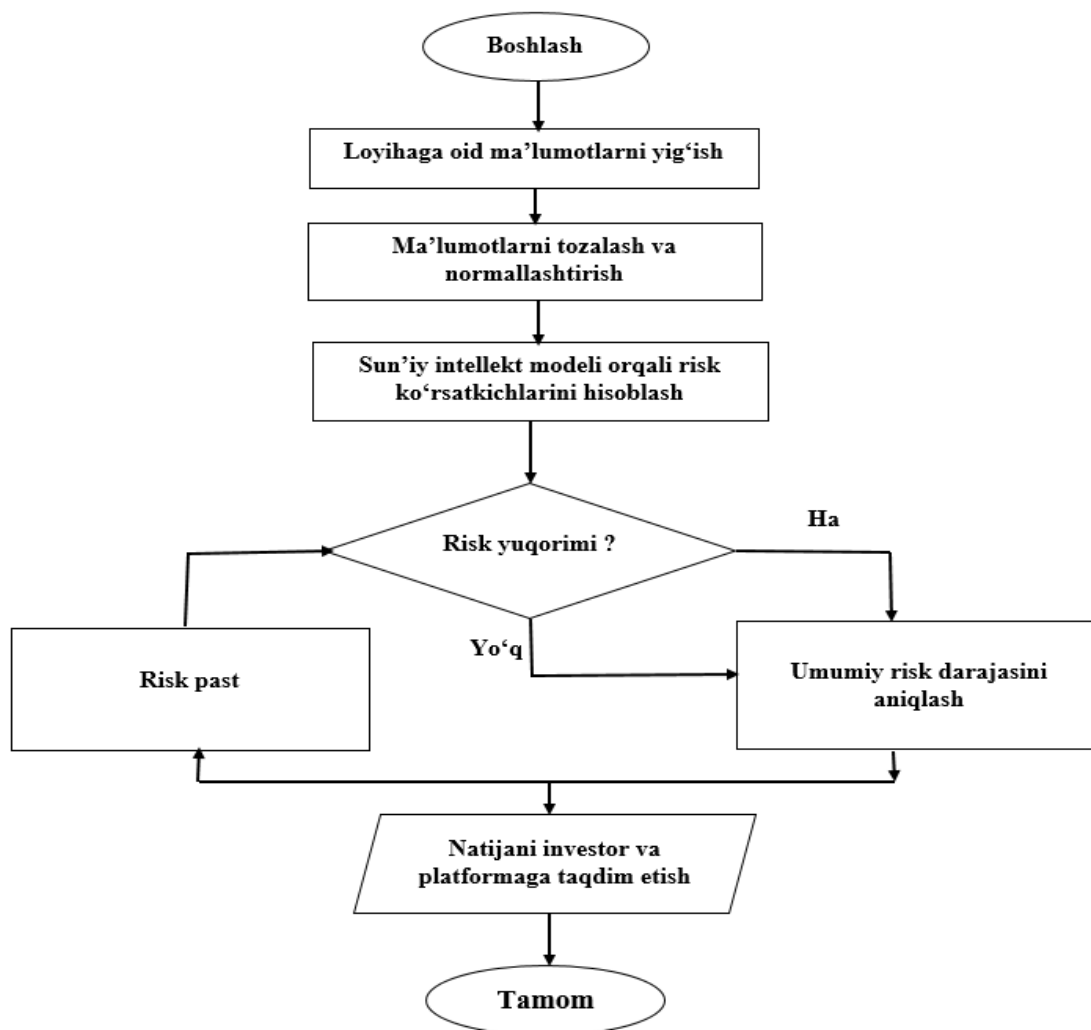 Boshlash
Loyihaga oid ma’lumotlarni yig‘ish
Ma’lumotlarni tozalash va
normallashtirish
Sun’iy intellekt modeli orqali risk
ko‘rsatkichlarini hisoblash
Risk yuqorimi ?
Ha
Yo‘q
Risk past
Umumiy risk darajasini
aniqlash
Natijani investor va
platformaga taqdim etish
Tamom